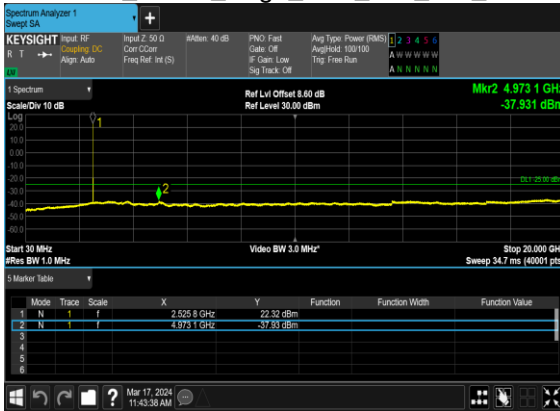 Spectrum Analyzer 1
Swept SA
+
KEYSIGHT Input: RF Input Z: 50 Ω #Atten: 40 dB PNO: Fast Avg Type: Power (RMS) 1 2 3 4 5 6
R T Coupling: DC Corr CCorr Gate: Off Avg|Hold: 100/100 A W W W W W
Align: Auto Freq Ref: Int (S) IF Gain: Low Trig: Free Run
LXI Sig Track: Off A N N N N N
1 Spectrum Ref Lvl Offset 8.60 dB Mkr2 4.973 1 GHz
Scale/Div 10 dB Ref Level 30.00 dBm -37.931 dBm
Log
20.0
10.0
0.00
-10.0
-20.0
-30.0
-40.0
-50.0
-60.0
1
2
DL1 -25.00 dBm
Start 30 MHz Video BW 3.0 MHz* Stop 20.000 GHz
#Res BW 1.0 MHz Sweep 34.7 ms (40001 pts)
5 Marker Table
Mode Trace Scale X Y Function Function Width Function Value
1 N 1 f 2.525 8 GHz 22.32 dBm
2 N 1 f 4.973 1 GHz -37.93 dBm
3
4
5
6
? Mar 17, 2024
11:43:38 AM